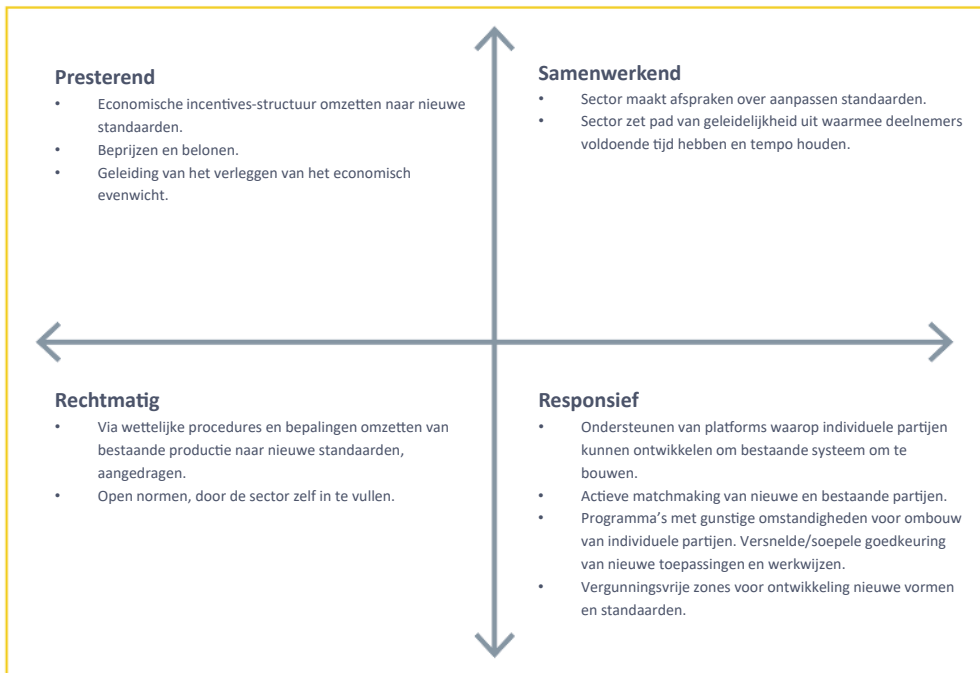 Presterend
• Economische incentives-structuur omzetten naar nieuwe
standaarden.
• Beprijzen en belonen.
• Geleiding van het verleggen van het economisch
evenwicht.
Samenwerkend
• Sector maakt afspraken over aanpassen standaarden.
• Sector zet pad van geleidelijkheid uit waarmee deelnemers
voldoende tijd hebben en tempo houden.
Rechtmatig
• Via wettelijke procedures en bepalingen omzetten van
bestaande productie naar nieuwe standaarden,
aangedragen.
• Open normen, door de sector zelf in te vullen.
Responsief
• Ondersteunen van platforms waarop individuele partijen
kunnen ontwikkelen om bestaande systeem om te
bouwen.
• Actieve matchmaking van nieuwe en bestaande partijen.
• Programma’s met gunstige omstandigheden voor ombouw
van individuele partijen. Versnelde/soepele goedkeuring
van nieuwe toepassingen en werkwijzen.
• Vergunningsvrije zones voor ontwikkeling nieuwe vormen
en standaarden.